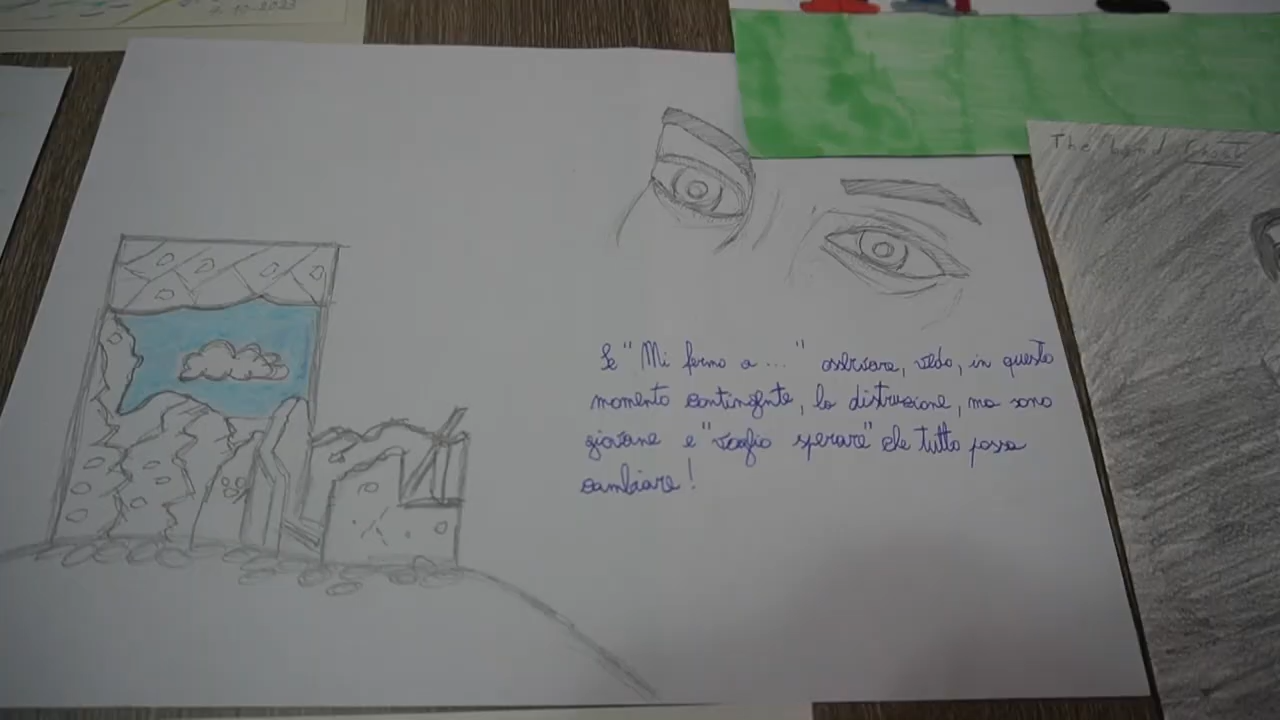 Se "Mi fermo a ..." osservare, vedo, in questo
momento contingente, la distruzione, ma sono
giovane e "voglio sperare" che tutto possa
cambiare!
The